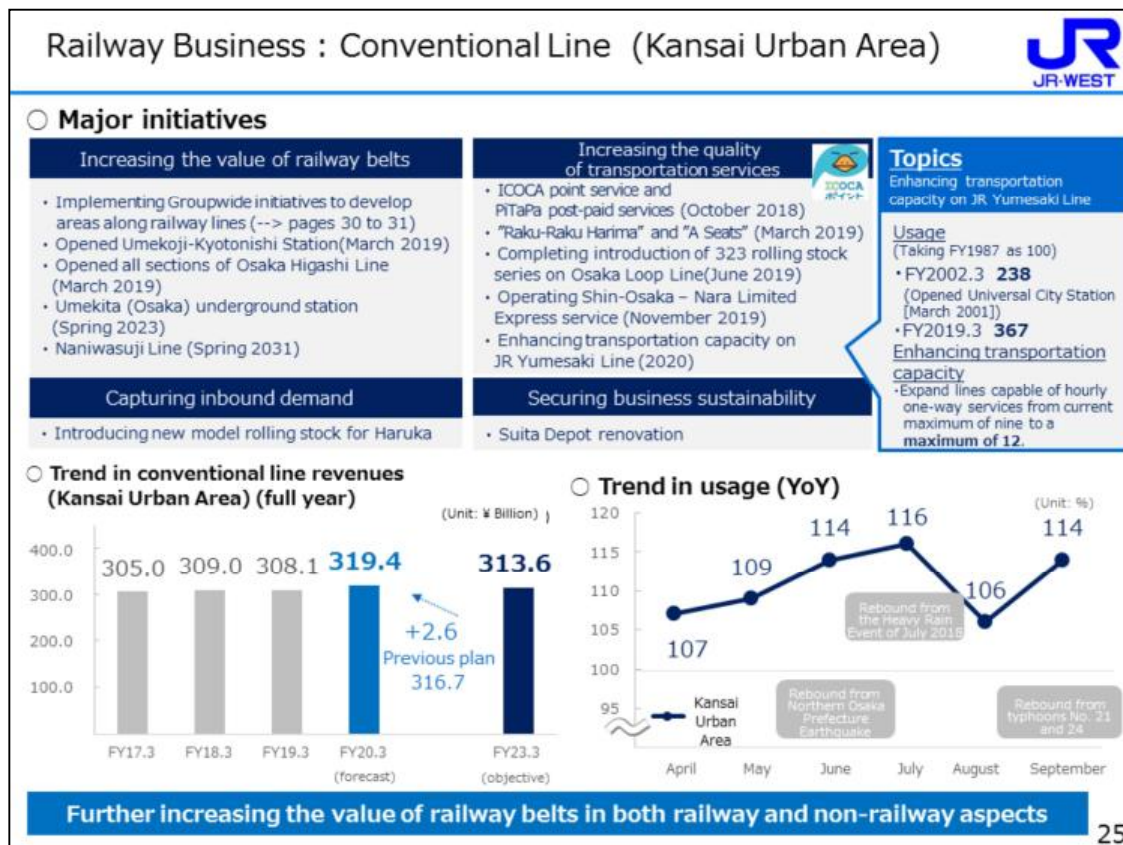 Railway Business : Conventional Line (Kansai Urban Area)
JR
JR-WEST
○ Major initiatives
Increasing the value of railway belts
・Implementing Groupwide initiatives to develop
areas along railway lines (--> pages 30 to 31)
・Opened Umekoji-Kyotonishi Station(March 2019)
・Opened all sections of Osaka Higashi Line
(March 2019)
・Umekita (Osaka) underground station
(Spring 2023)
・Naniwasuji Line (Spring 2031)
Increasing the quality
of transportation services
ICOCA
ポイント
・ICOCA point service and
PiTaPa post-paid services (October 2018)
・"Raku-Raku Harima" and "A Seats" (March 2019)
・Completing introduction of 323 rolling stock
series on Osaka Loop Line(June 2019)
・Operating Shin-Osaka – Nara Limited
Express service (November 2019)
・Enhancing transportation capacity on
JR Yumesaki Line (2020)
Capturing inbound demand
・Introducing new model rolling stock for Haruka
Securing business sustainability
・Suita Depot renovation
Topics
Enhancing transportation
capacity on JR Yumesaki Line
Usage
(Taking FY1987 as 100)
・FY2002.3 238
(Opened Universal City Station
[March 2001])
・FY2019.3 367
Enhancing transportation
capacity
・Expand lines capable of hourly
one-way services from current
maximum of nine to a
maximum of 12.
○ Trend in conventional line revenues
(Kansai Urban Area) (full year)
(Unit: ¥ Billion) )
400.0
300.0
200.0
100.0
305.0
309.0
308.1
319.4
313.6
+2.6
Previous plan
316.7
FY17.3
FY18.3
FY19.3
FY20.3
(forecast)
FY23.3
(objective)
○ Trend in usage (YoY)
(Unit: %)
120
115
110
105
100
95
107
109
114
116
106
114
Rebound from
the Heavy Rain
Event of July 2018
Rebound from
Northern Osaka
Prefecture
Earthquake
Rebound from
typhoons No. 21
and 24
Kansai
Urban
Area
April
May
June
July
August
September
Further increasing the value of railway belts in both railway and non-railway aspects
25